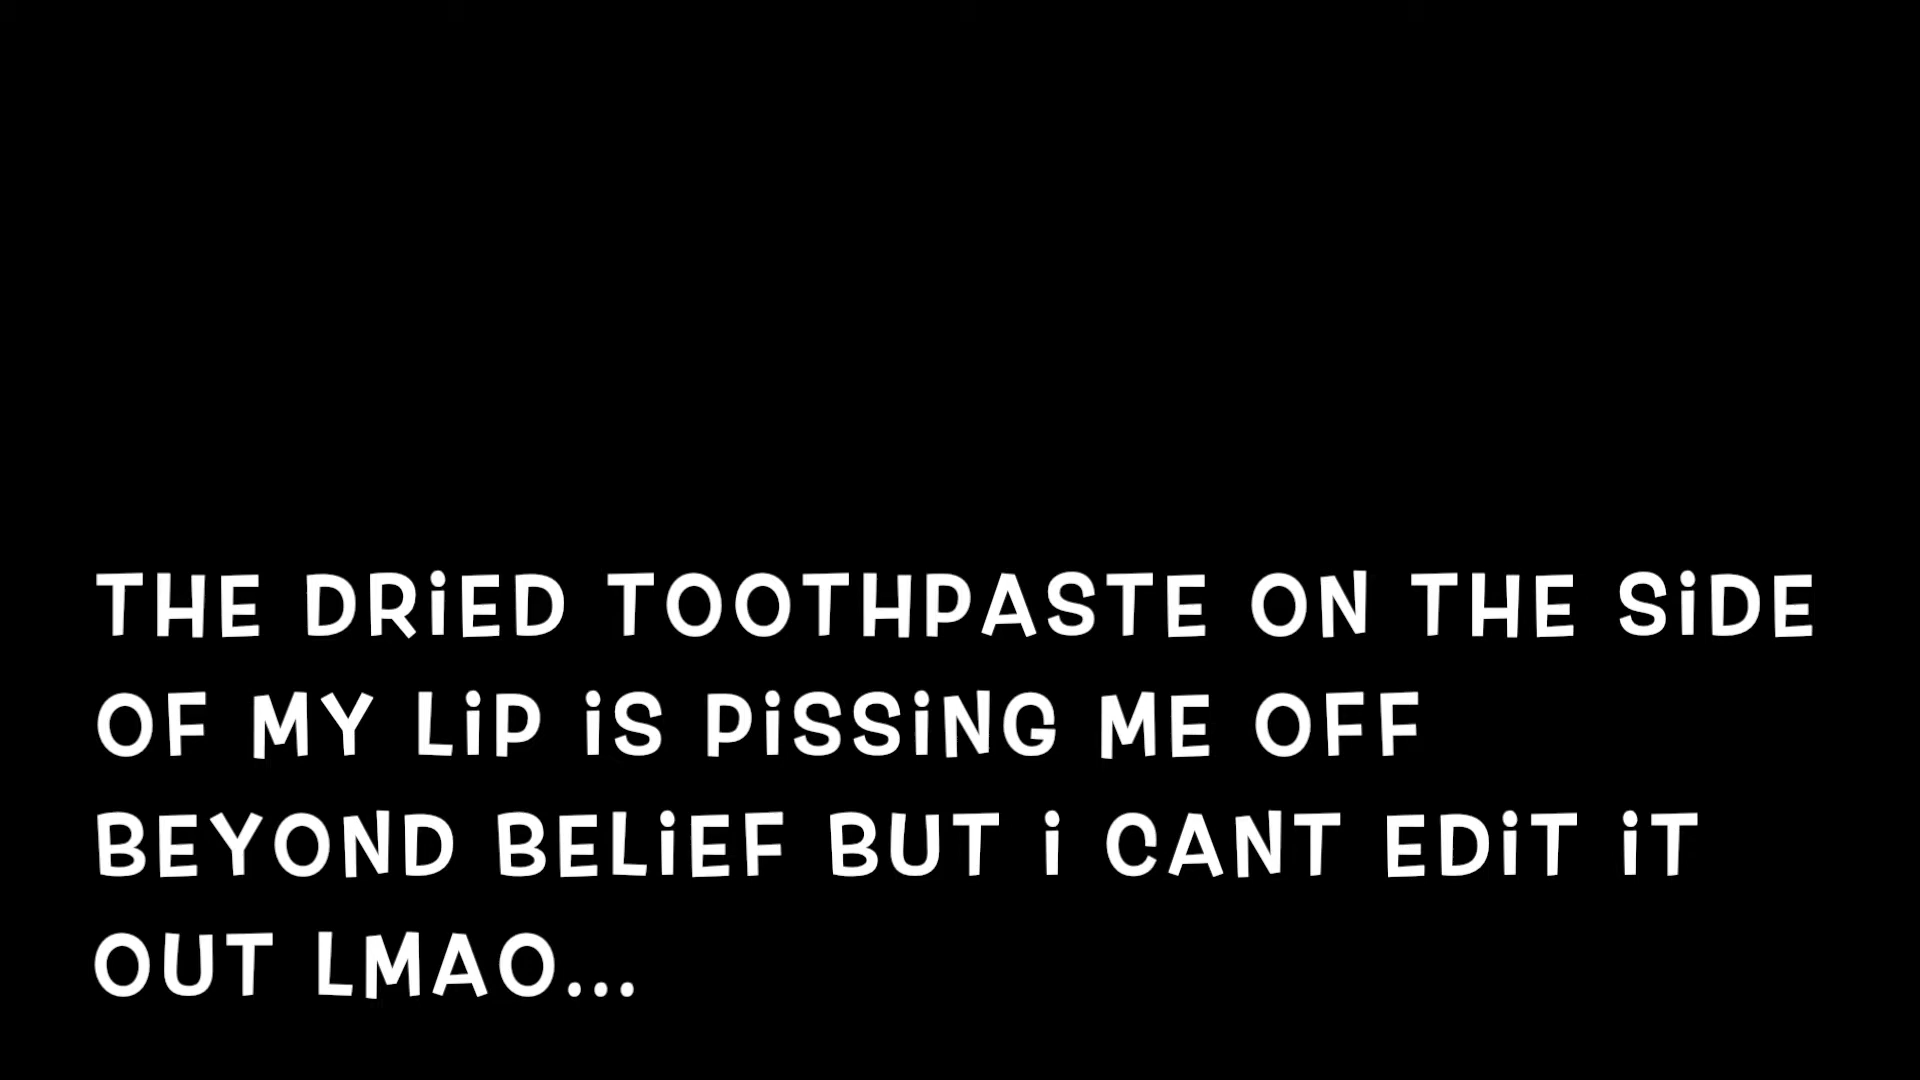 THE DRiED TOOTHPASTE ON THE SiDE
OF MY LiP iS PiSSiNG ME OFF
BEYOND BELiEF BUT i CANT EDiT iT
OUT LMAO...